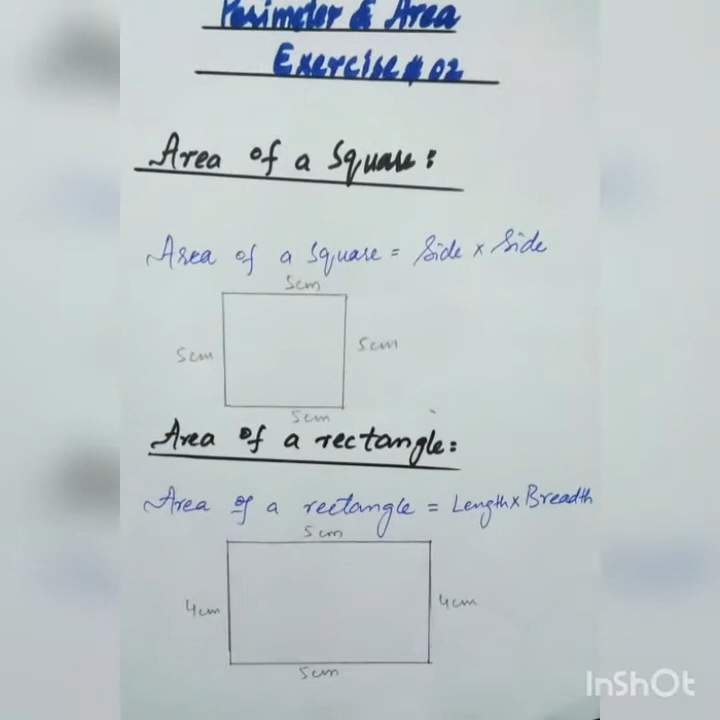 Perimeter & Area
Exercise # 02
Area of a Square:
Area of a Square = Side × Side
5cm
5cm
5cm
5cm
Area of a rectangle:
Area of a rectangle = Length × Breadth
5cm
4cm
4cm
5cm
InShOt